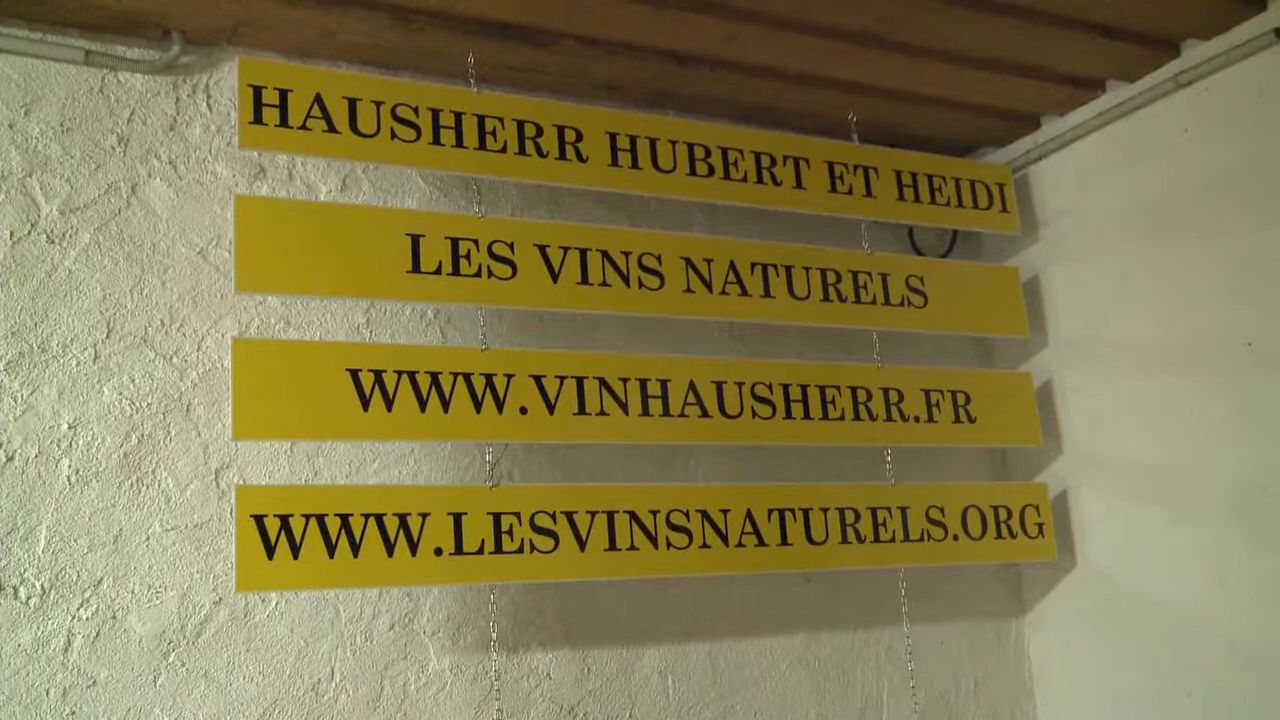 HAUSHERR HUBERT ET HEIDI
LES VINS NATURELS
WWW.VINHAUSHERR.FR
WWW.LESVINSNATURELS.ORG